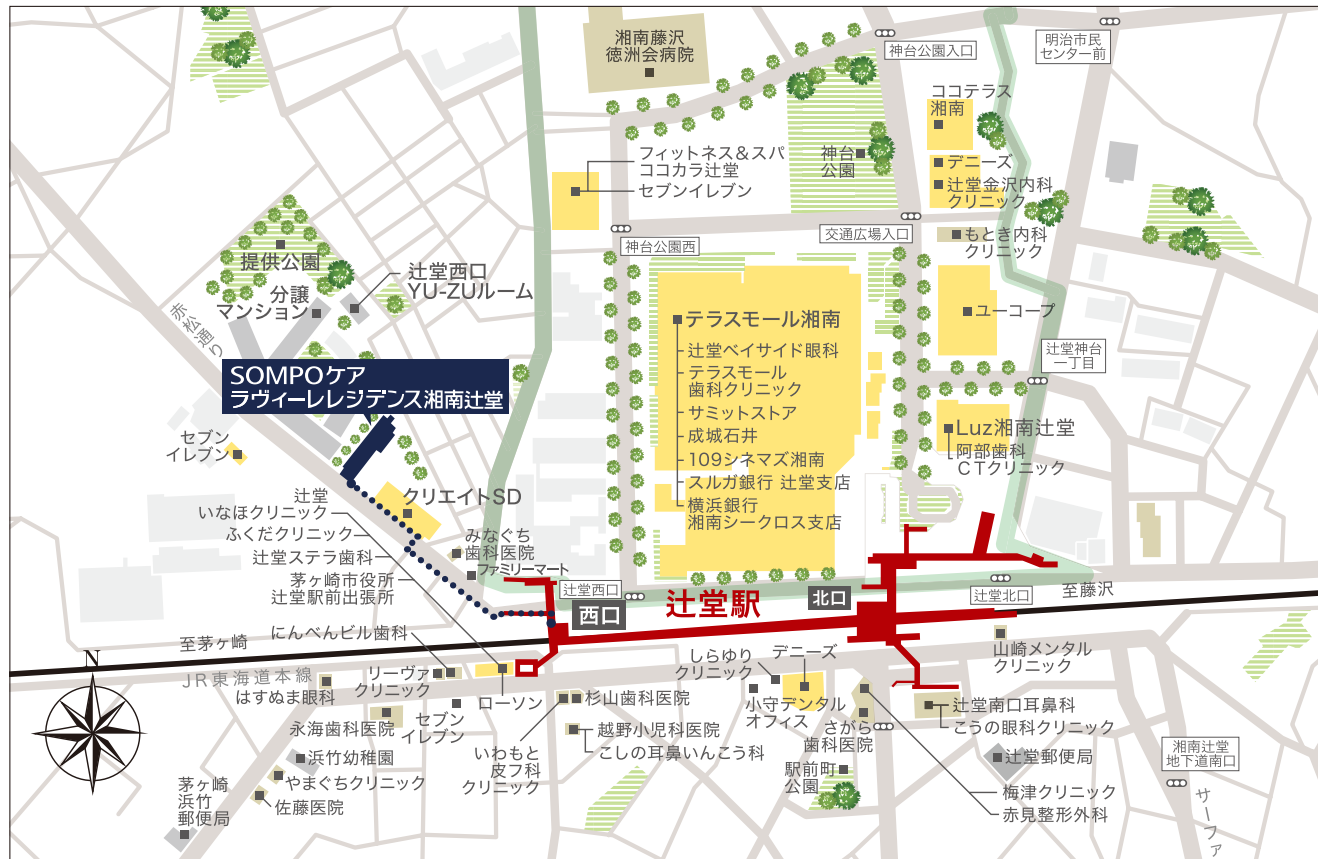 湘南藤沢
徳洲会病院
神台公園入口
明治市民
センター前
ココテラス
湘南
デニーズ
辻堂金沢内科
クリニック
フィットネス&スパ
ココカラ辻堂
セブンイレブン
神台
公園
もとき内科
クリニック
神台公園西
交通広場入口
提供公園
辻堂西口
YU-ZUルーム
分譲
マンション
赤松通り
ユーコープ
辻堂神台
一丁目
テラスモール湘南
辻堂ベイサイド眼科
テラスモール
歯科クリニック
サミットストア
成城石井
109シネマズ湘南
スルガ銀行 辻堂支店
横浜銀行
湘南シークロス支店
SOMPOケア
ラヴィーレレジデンス湘南辻堂
Luz湘南辻堂
阿部歯科
CTクリニック
セブン
イレブン
クリエイトSD
辻堂
いなほクリニック
ふくだクリニック
辻堂ステラ歯科
茅ヶ崎市役所
辻堂駅前出張所
みなぐち
歯科医院
ファミリーマート
辻堂西口
西口
辻堂駅
北口
辻堂北口
至藤沢
至茅ヶ崎
にんべんビル歯科
JR東海道本線
N
はすぬま眼科
リーヴァ
クリニック
ローソン
永海歯科医院
セブン
イレブン
浜竹幼稚園
やまぐちクリニック
佐藤医院
茅ヶ崎
浜竹
郵便局
杉山歯科医院
いわもと
皮フ科
クリニック
越野小児科医院
こしの耳鼻いんこう科
しらゆり
クリニック
デニーズ
小守デンタル
オフィス
さがら
歯科医院
駅前町
公園
山崎メンタル
クリニック
辻堂南口耳鼻科
こうの眼科クリニック
辻堂郵便局
梅津クリニック
赤見整形外科
湘南辻堂
地下道南口
サーファ